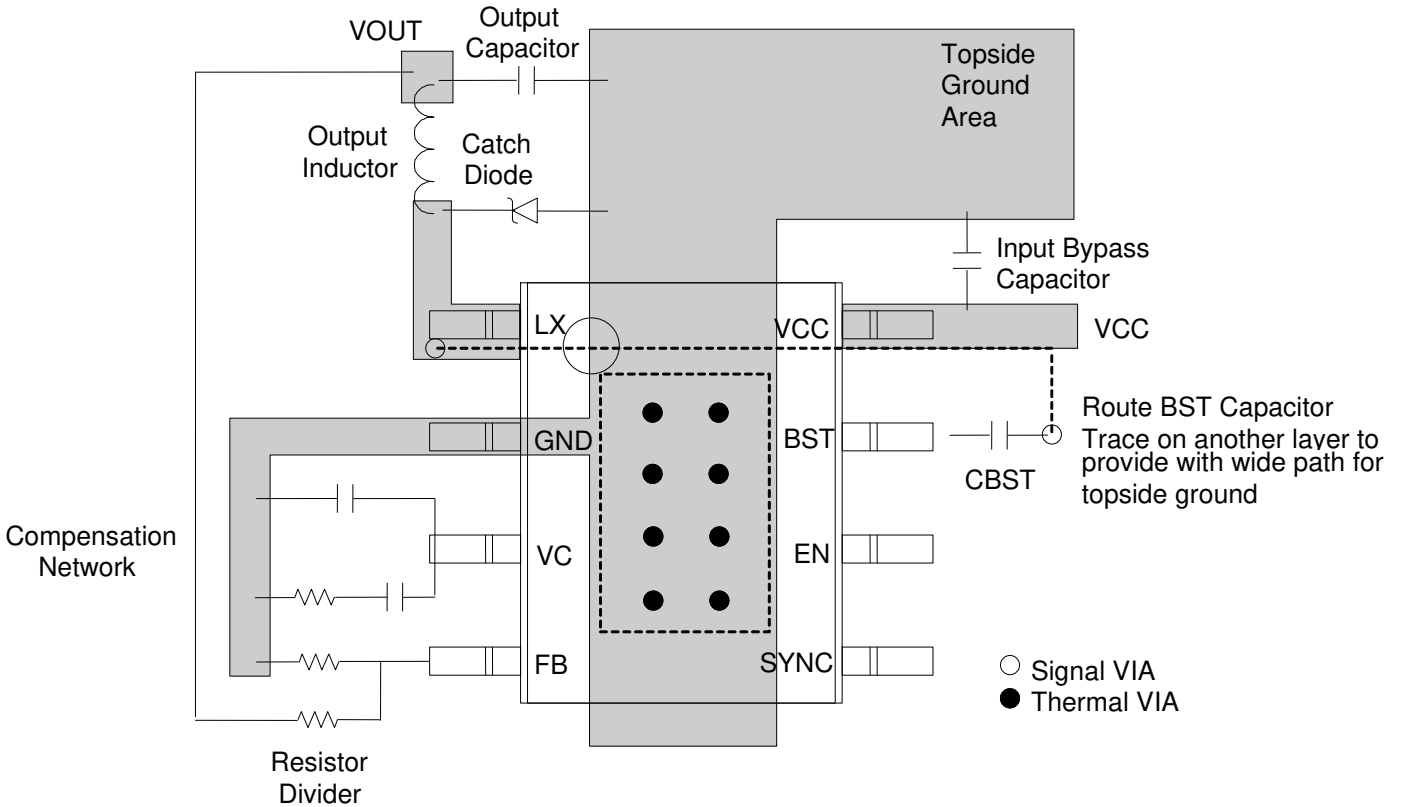 VOUT
Output
Capacitor
Topside
Ground
Area
Output
Inductor
Catch
Diode
Input Bypass
Capacitor
LX
VCC
VCC
GND
BST
CBST
Route BST Capacitor
Trace on another layer to
provide with wide path for
topside ground
Compensation
Network
VC
EN
FB
SYNC
Signal VIA
Thermal VIA
Resistor
Divider